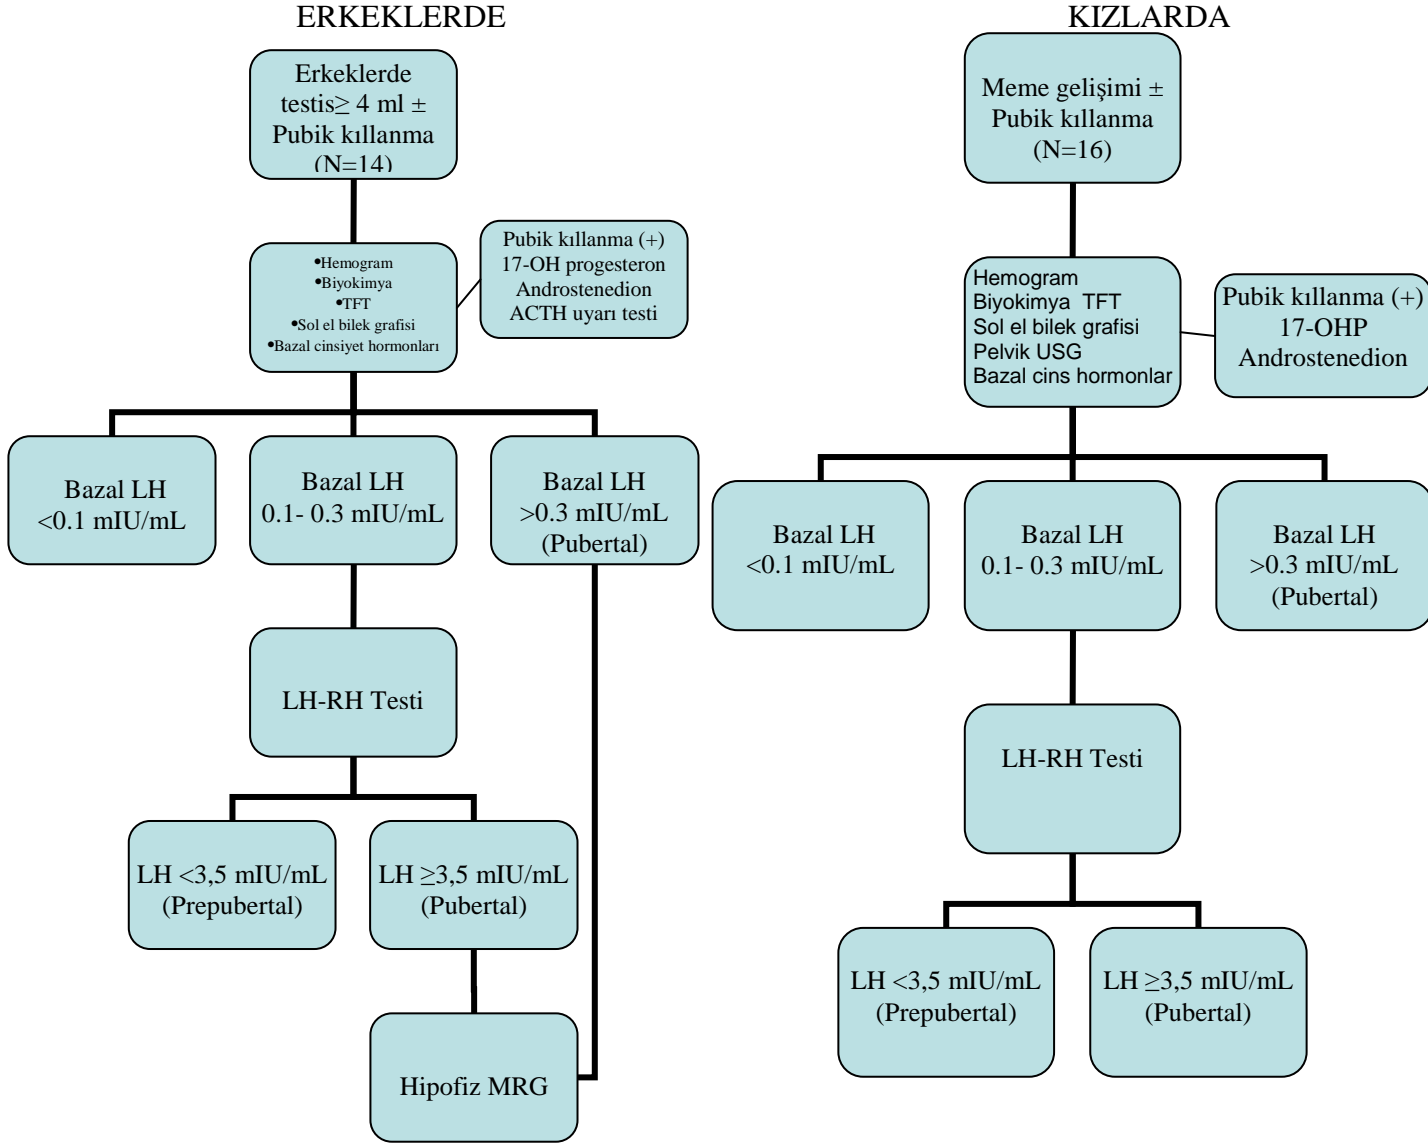 ERKEKLERDE
Erkeklerde
testis≥ 4 ml ±
Pubik kıllanma
(N=14)
•Hemogram
•Biyokimya
•TFT
•Sol el bilek grafisi
•Bazal cinsiyet hormonları
Pubik kıllanma (+)
17-OH progesteron
Androstenedion
ACTH uyarı testi
Bazal LH
<0.1 mIU/mL
Bazal LH
0.1- 0.3 mIU/mL
Bazal LH
>0.3 mIU/mL
(Pubertal)
LH-RH Testi
LH <3,5 mIU/mL
(Prepubertal)
LH ≥3,5 mIU/mL
(Pubertal)
Hipofiz MRG
KIZLARDA
Meme gelişimi ±
Pubik kıllanma
(N=16)
Hemogram
Biyokimya TFT
Sol el bilek grafisi
Pelvik USG
Bazal cins hormonlar
Pubik kıllanma (+)
17-OHP
Androstenedion
Bazal LH
<0.1 mIU/mL
Bazal LH
0.1- 0.3 mIU/mL
Bazal LH
>0.3 mIU/mL
(Pubertal)
LH-RH Testi
LH <3,5 mIU/mL
(Prepubertal)
LH ≥3,5 mIU/mL
(Pubertal)